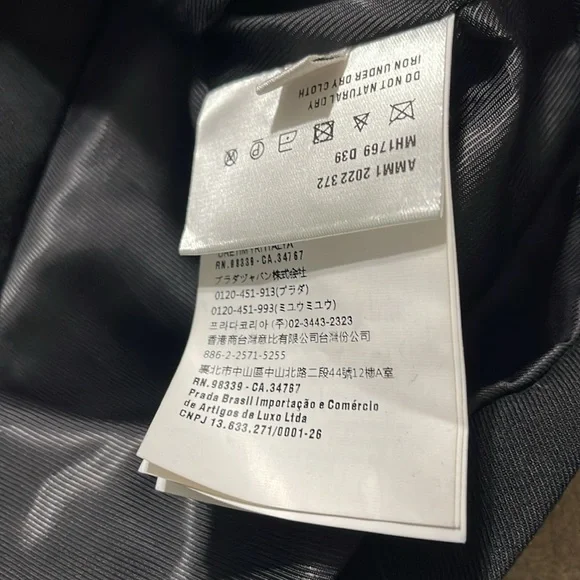 AMM1 2022 372
MH1769 D39
DO NOT NATURAL DRY
IRON UNDER DRY CLOTH
RN.98339-CA.34767
プラダジャパン株式会社
0120-451-913(プラダ)
0120-451-993(ミユウミユウ)
프라다코리아 (주)02-3443-2323
香港商台灣意比有限公司台灣分公司
886-2-2571-5255
臺北市中山區中山北路二段44號12樓A室
RN.98339-CA.34767
Prada Brasil Importação e Comércio
de Artigos de Luxo Ltda
CNPJ 13.633.271/0001-26